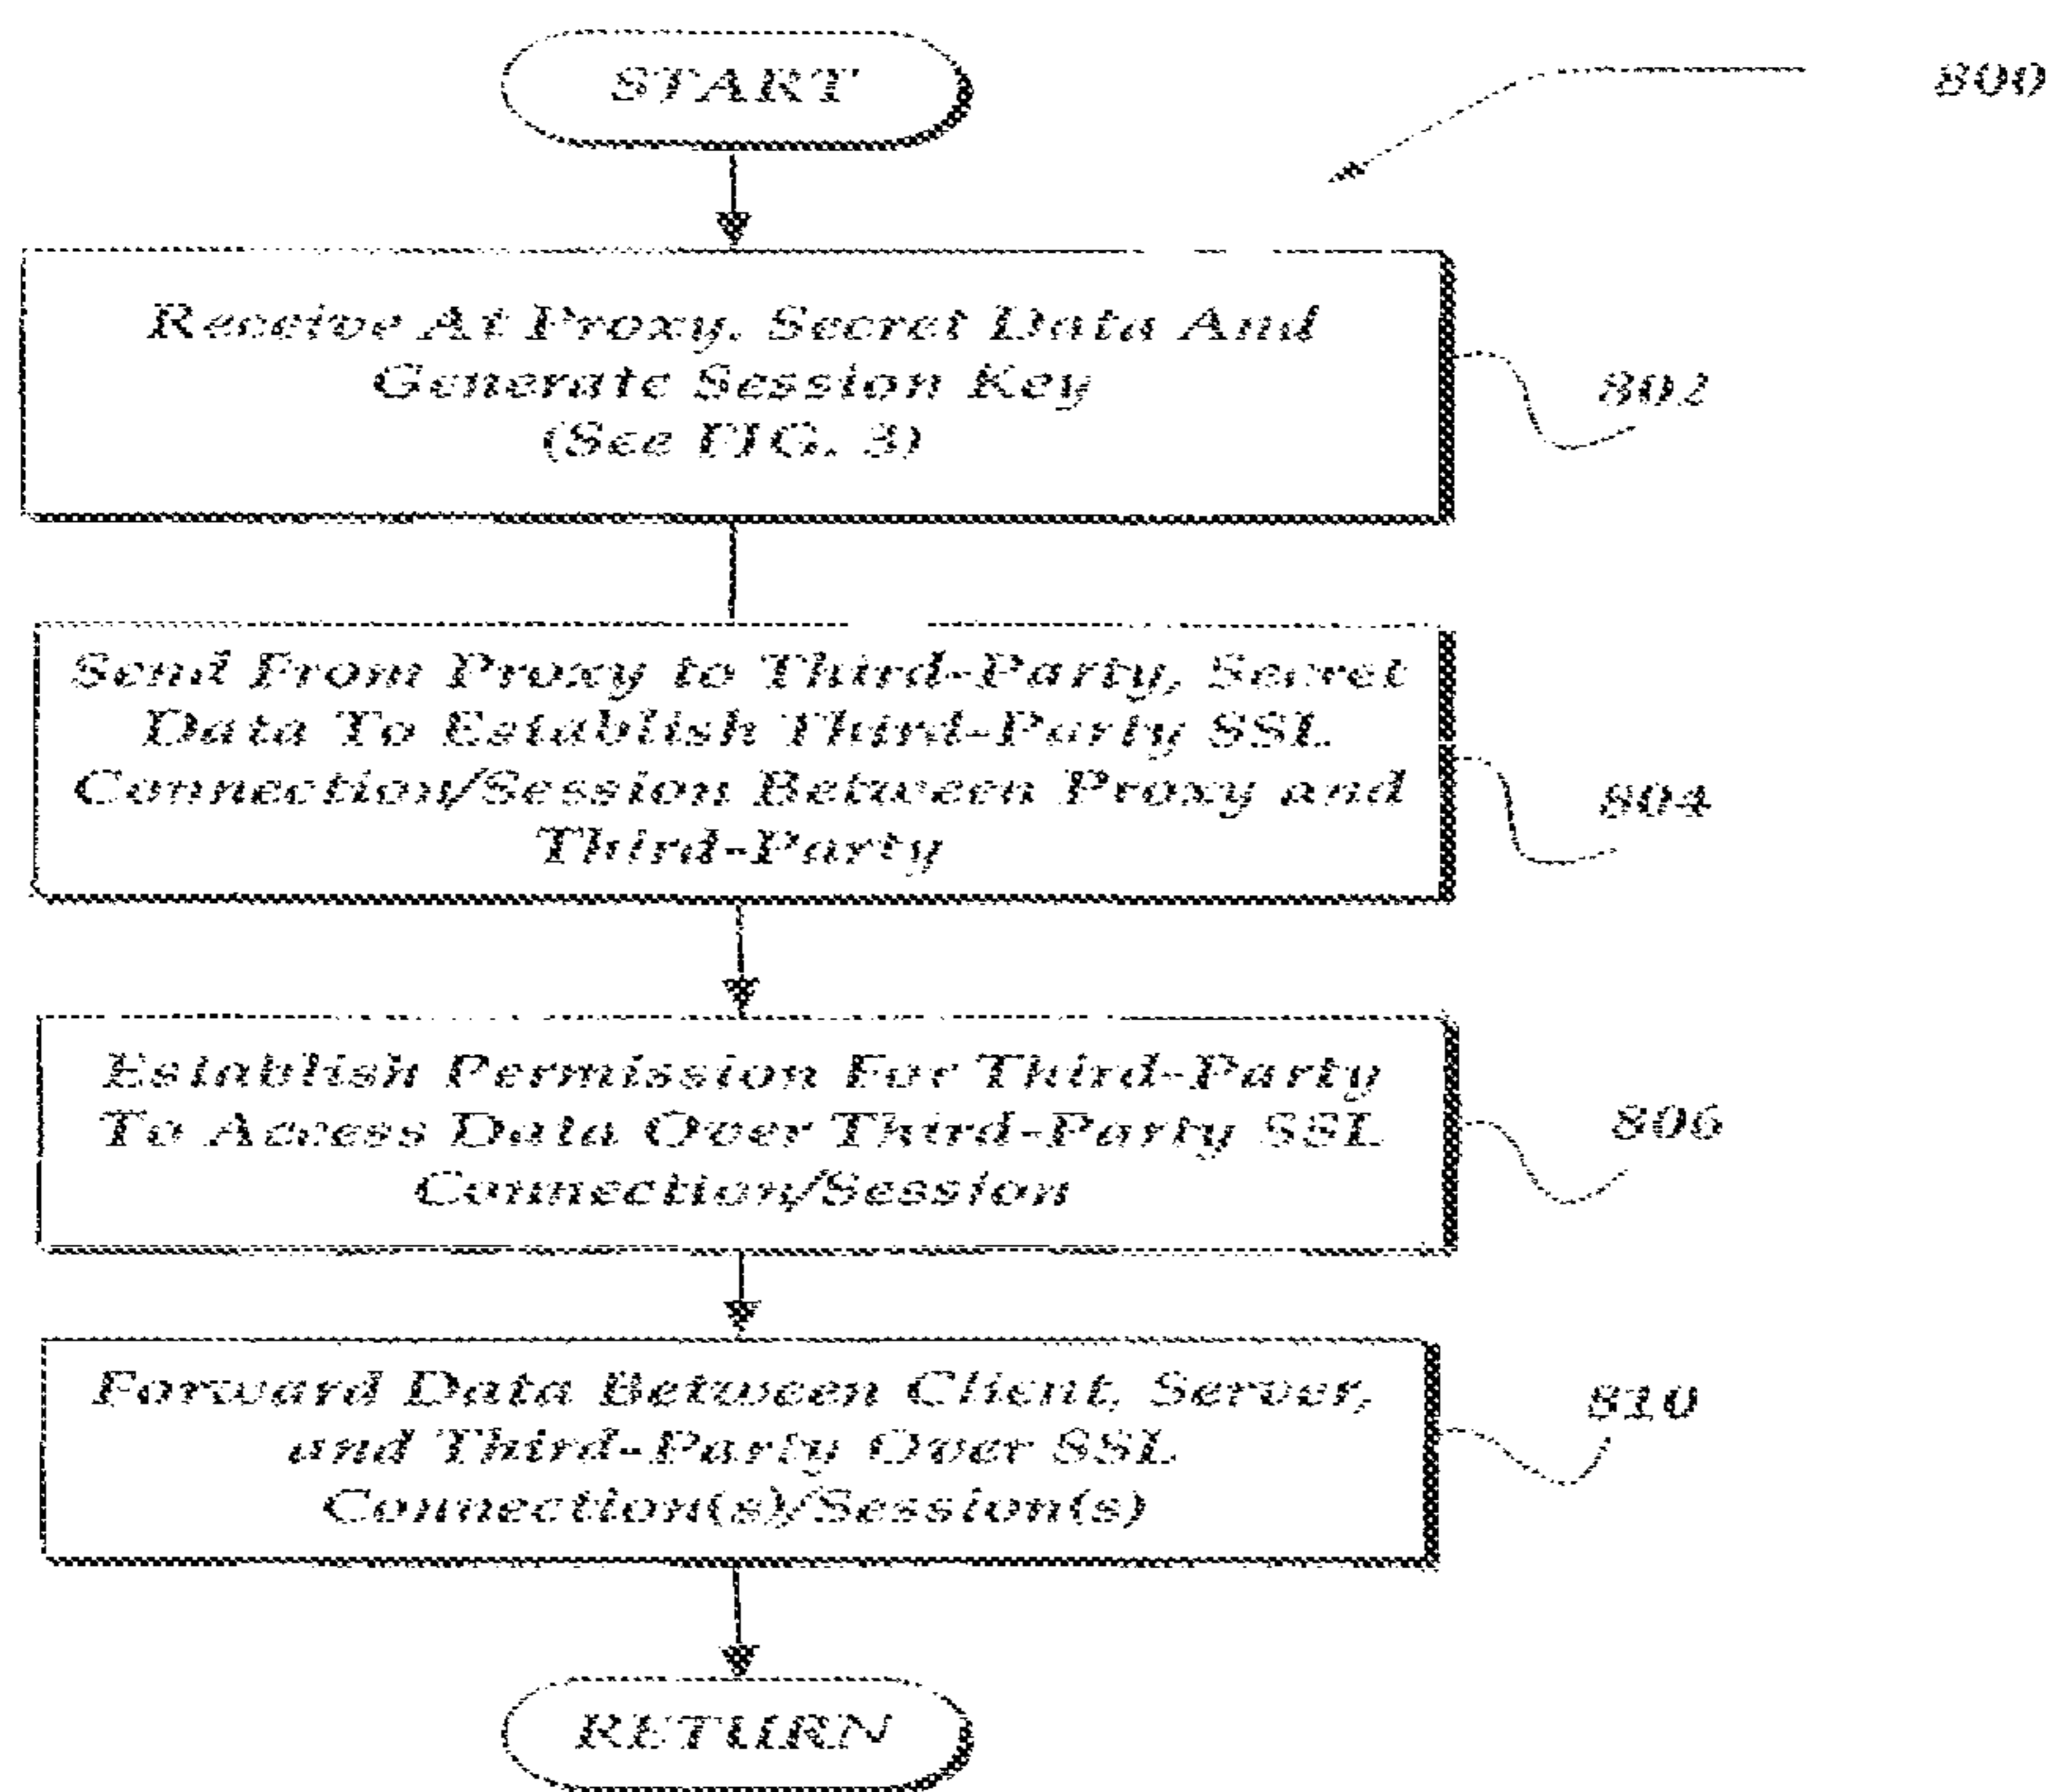 START
800
Receive At Proxy, Secret Data And
Generate Session Key
(See FIG. 3)
802
Send From Proxy to Third-Party, Secret
Data To Establish Third-Party SSL
Connection/Session Between Proxy and
Third-Party
804
Establish Permission For Third-Party
To Access Data Over Third-Party SSL
Connection/Session
806
Forward Data Between Client, Server,
and Third-Party Over SSL
Connection(s)/Session(s)
810
RETURN